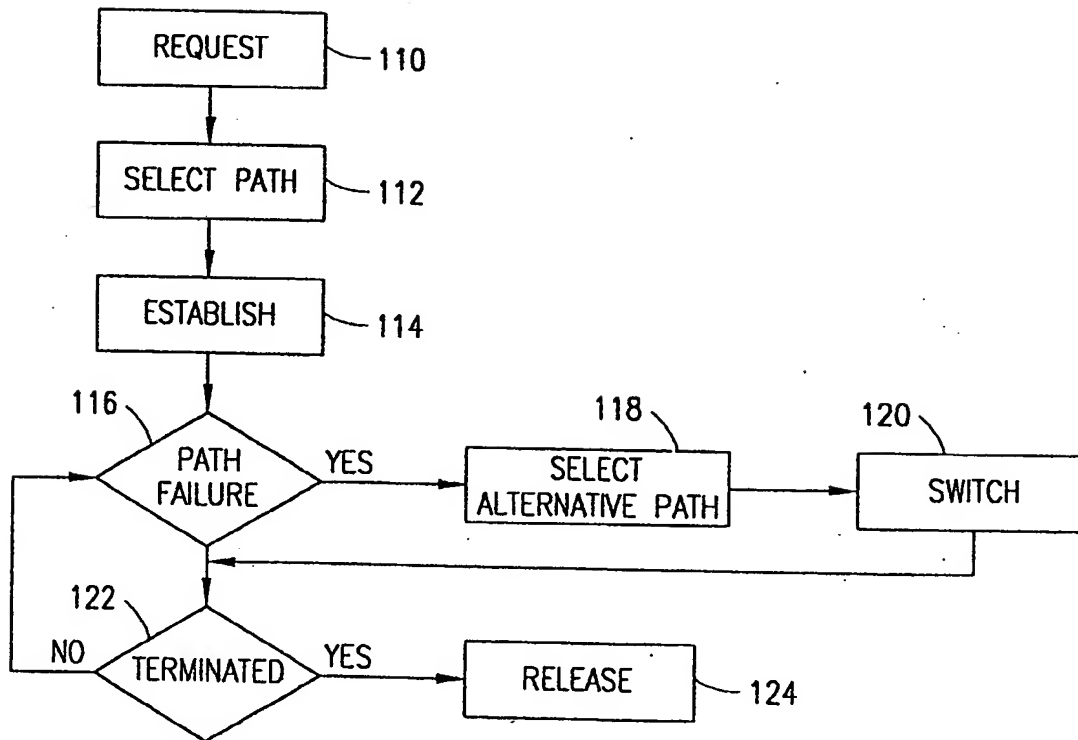 REQUEST
110
SELECT PATH
112
ESTABLISH
114
116
PATH
FAILURE
YES
118
SELECT
ALTERNATIVE PATH
120
SWITCH
122
NO
TERMINATED
YES
RELEASE
124